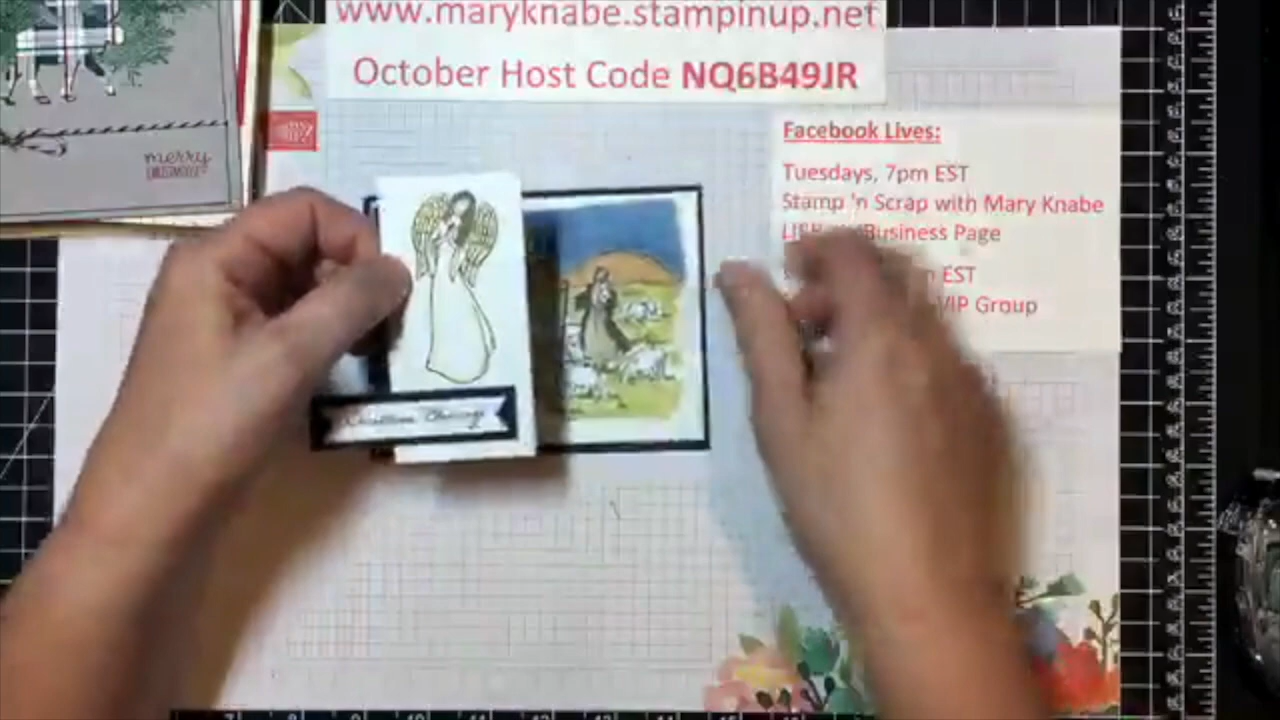 www.maryknabe.stampinup.net
October Host Code NQ6B49JR
Facebook Lives:
Tuesdays, 7pm EST
Stamp 'n Scrap with Mary Knabe
Business Page
EST
VIP Group
merry